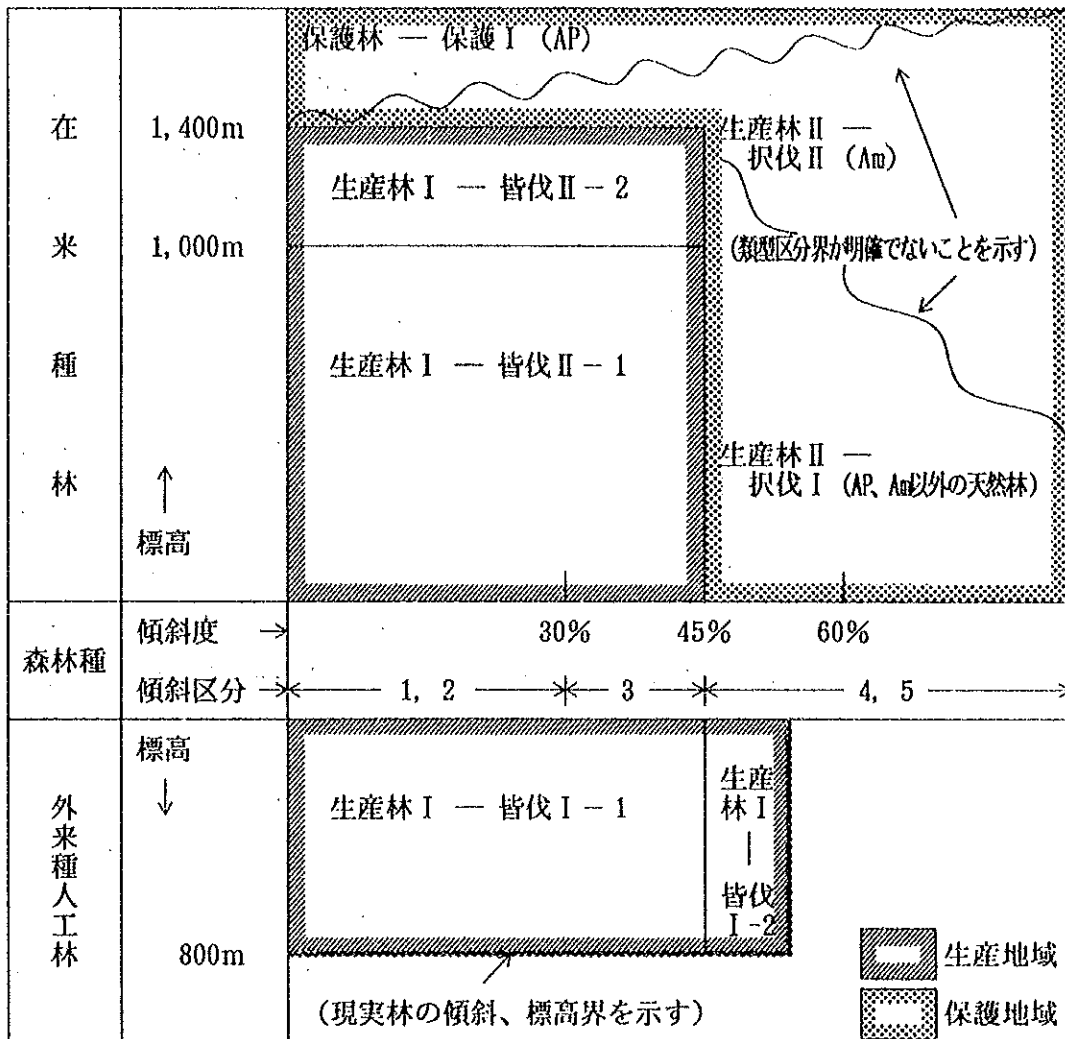 保護林 ― 保護Ⅰ (AP)
在来種林
1,400m
1,000m
↑
標高
生産林Ⅰ ― 皆伐Ⅱ－2
生産林Ⅰ ― 皆伐Ⅱ－1
生産林Ⅱ ―
択伐Ⅱ (Am)
(類型区分界が明確でないことを示す)
生産林Ⅱ ―
択伐Ⅰ (AP、Am以外の天然林)
森林種
傾斜度 → 30% 45% 60%
傾斜区分 → 1, 2 3 4, 5
外来種人工林
標高
↓
800m
生産林Ⅰ ― 皆伐Ⅰ－1
生産
林Ⅰ
｜
皆伐
Ⅰ-2
(現実林の傾斜、標高界を示す)
生産地域
保護地域